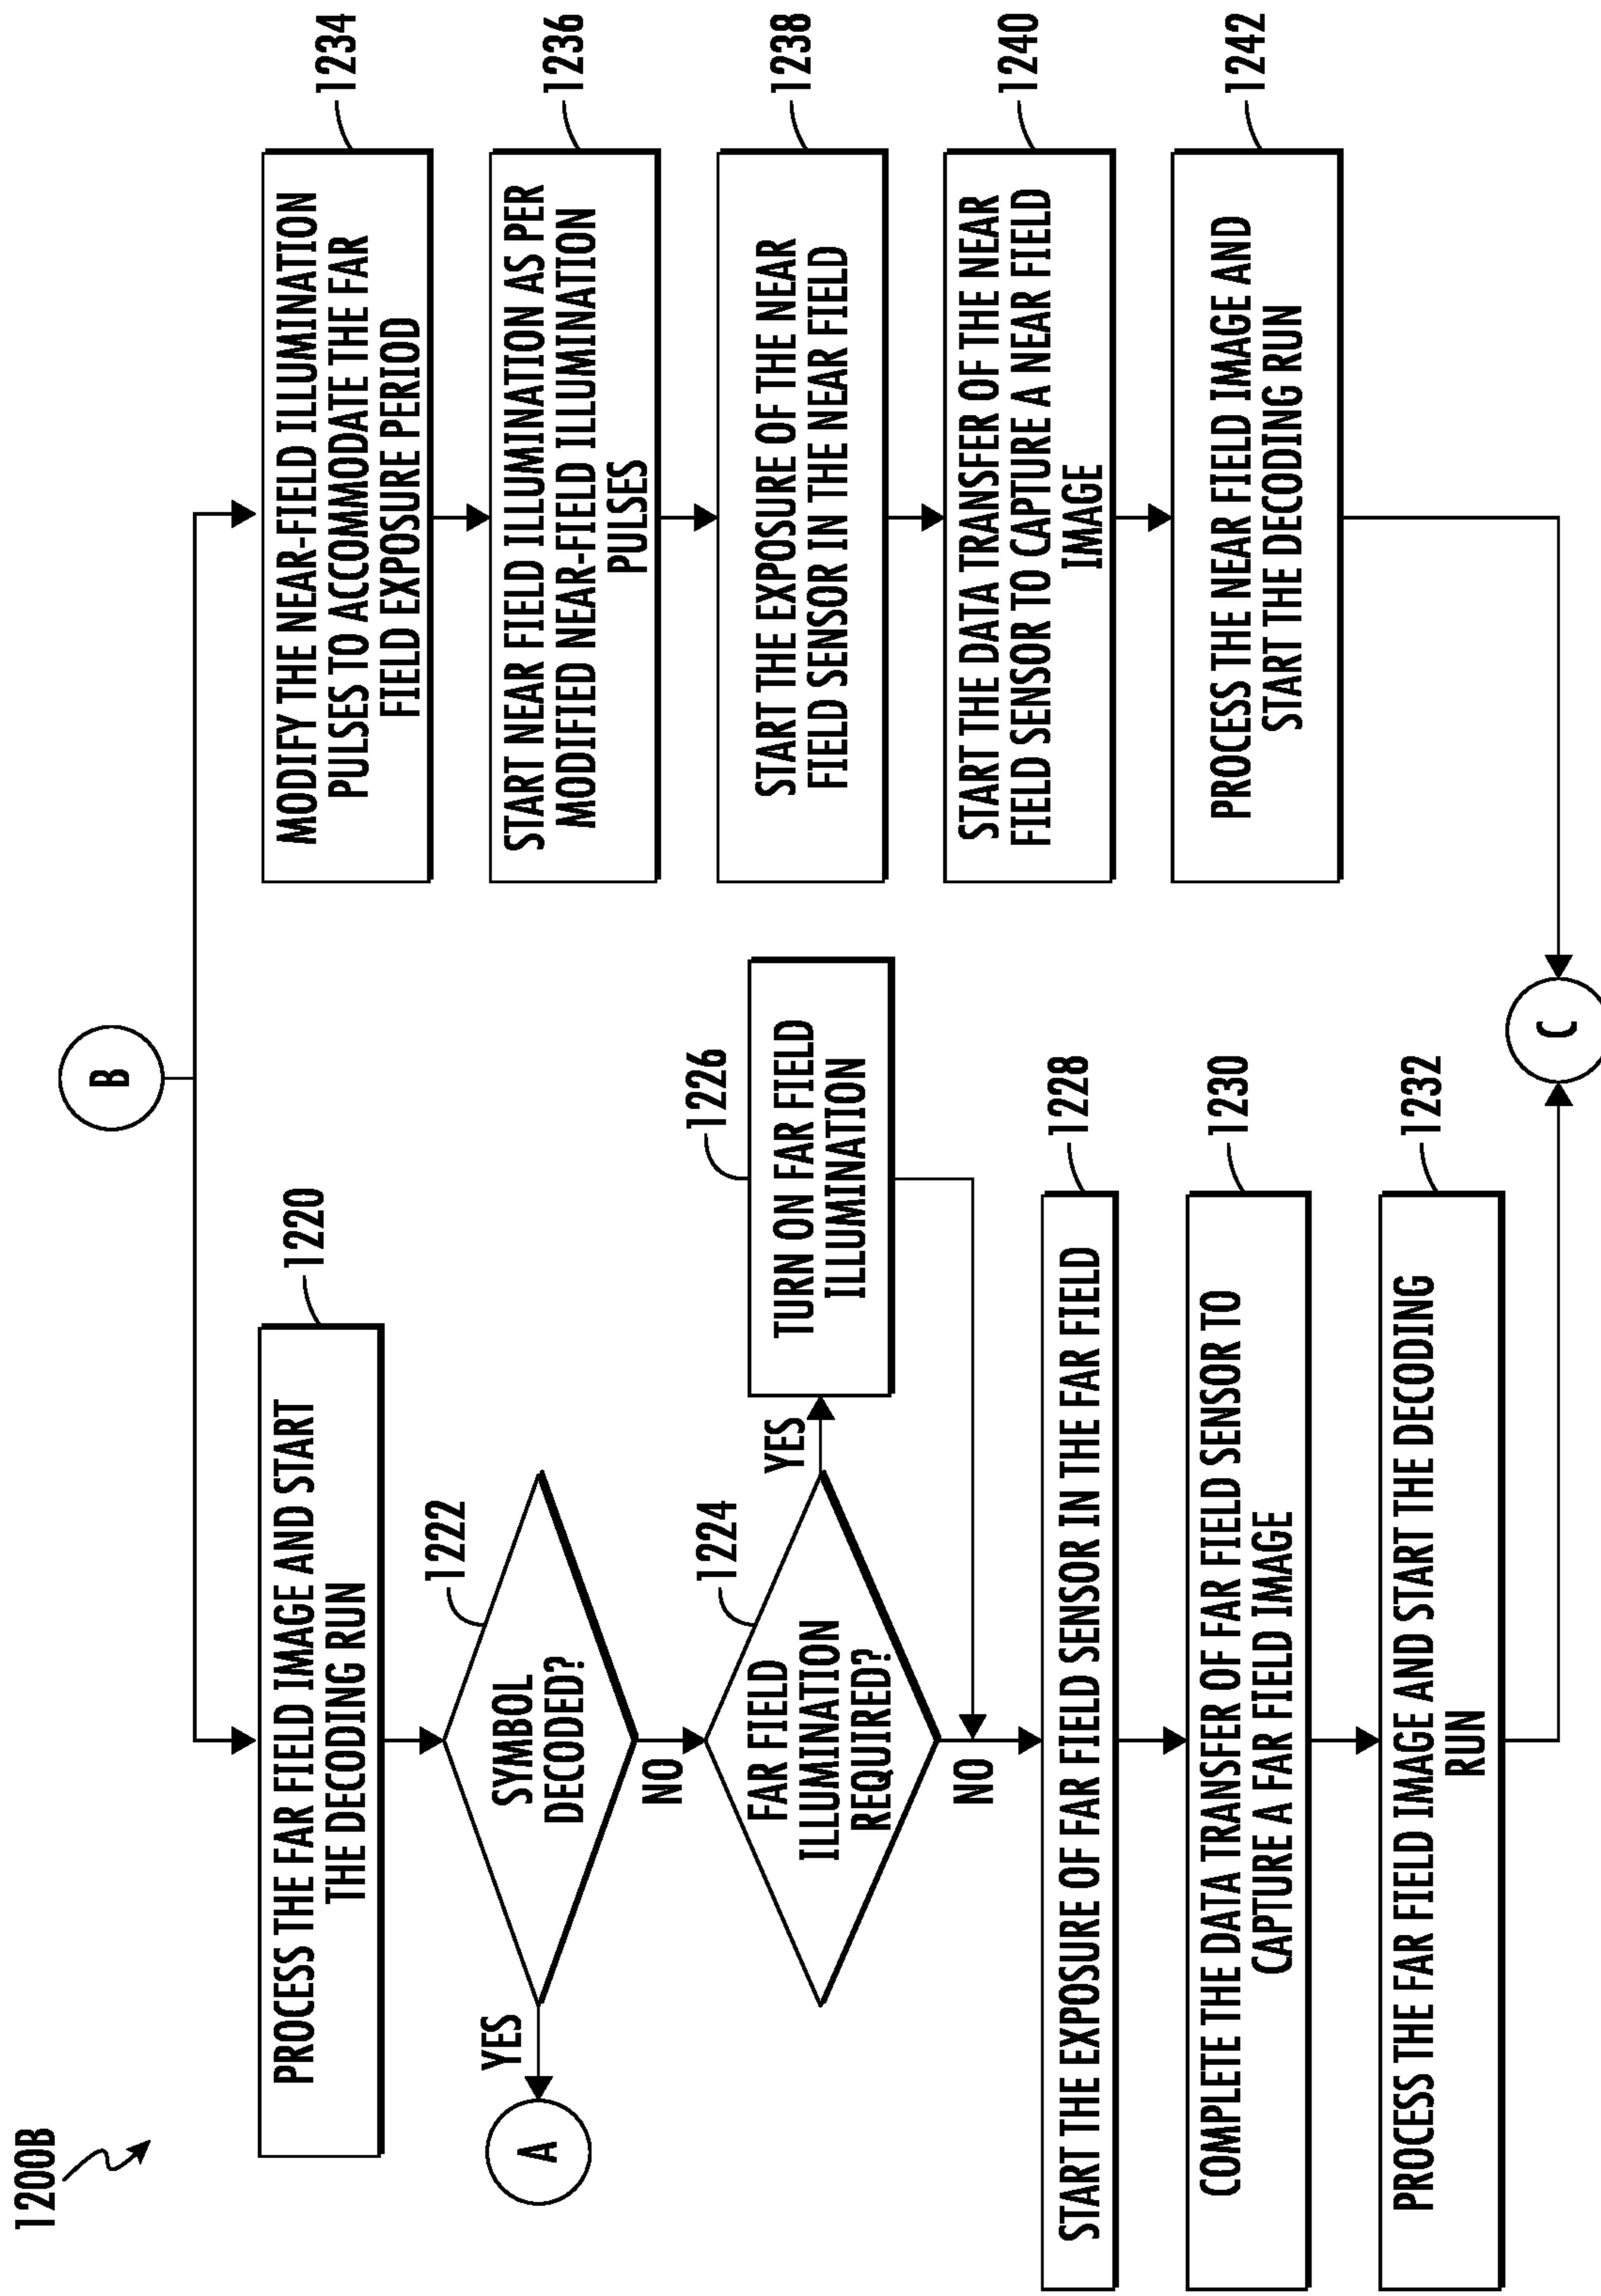 1200B
B
1220
PROCESS THE FAR FIELD IMAGE AND START
THE DECODING RUN
1222
SYMBOL
DECODED?
YES
A
NO
1224
FAR FIELD
ILLUMINATION
REQUIRED?
YES
1226
TURN ON FAR FIELD
ILLUMINATION
NO
1228
START THE EXPOSURE OF FAR FIELD SENSOR IN THE FAR FIELD
1230
COMPLETE THE DATA TRANSFER OF FAR FIELD SENSOR TO
CAPTURE A FAR FIELD IMAGE
1232
PROCESS THE FAR FIELD IMAGE AND START THE DECODING
RUN
1234
MODIFY THE NEAR-FIELD ILLUMINATION
PULSES TO ACCOMMODATE THE FAR
FIELD EXPOSURE PERIOD
1236
START NEAR FIELD ILLUMINATION AS PER
MODIFIED NEAR-FIELD ILLUMINATION
PULSES
1238
START THE EXPOSURE OF THE NEAR
FIELD SENSOR IN THE NEAR FIELD
1240
START THE DATA TRANSFER OF THE NEAR
FIELD SENSOR TO CAPTURE A NEAR FIELD
IMAGE
1242
PROCESS THE NEAR FIELD IMAGE AND
START THE DECODING RUN
C